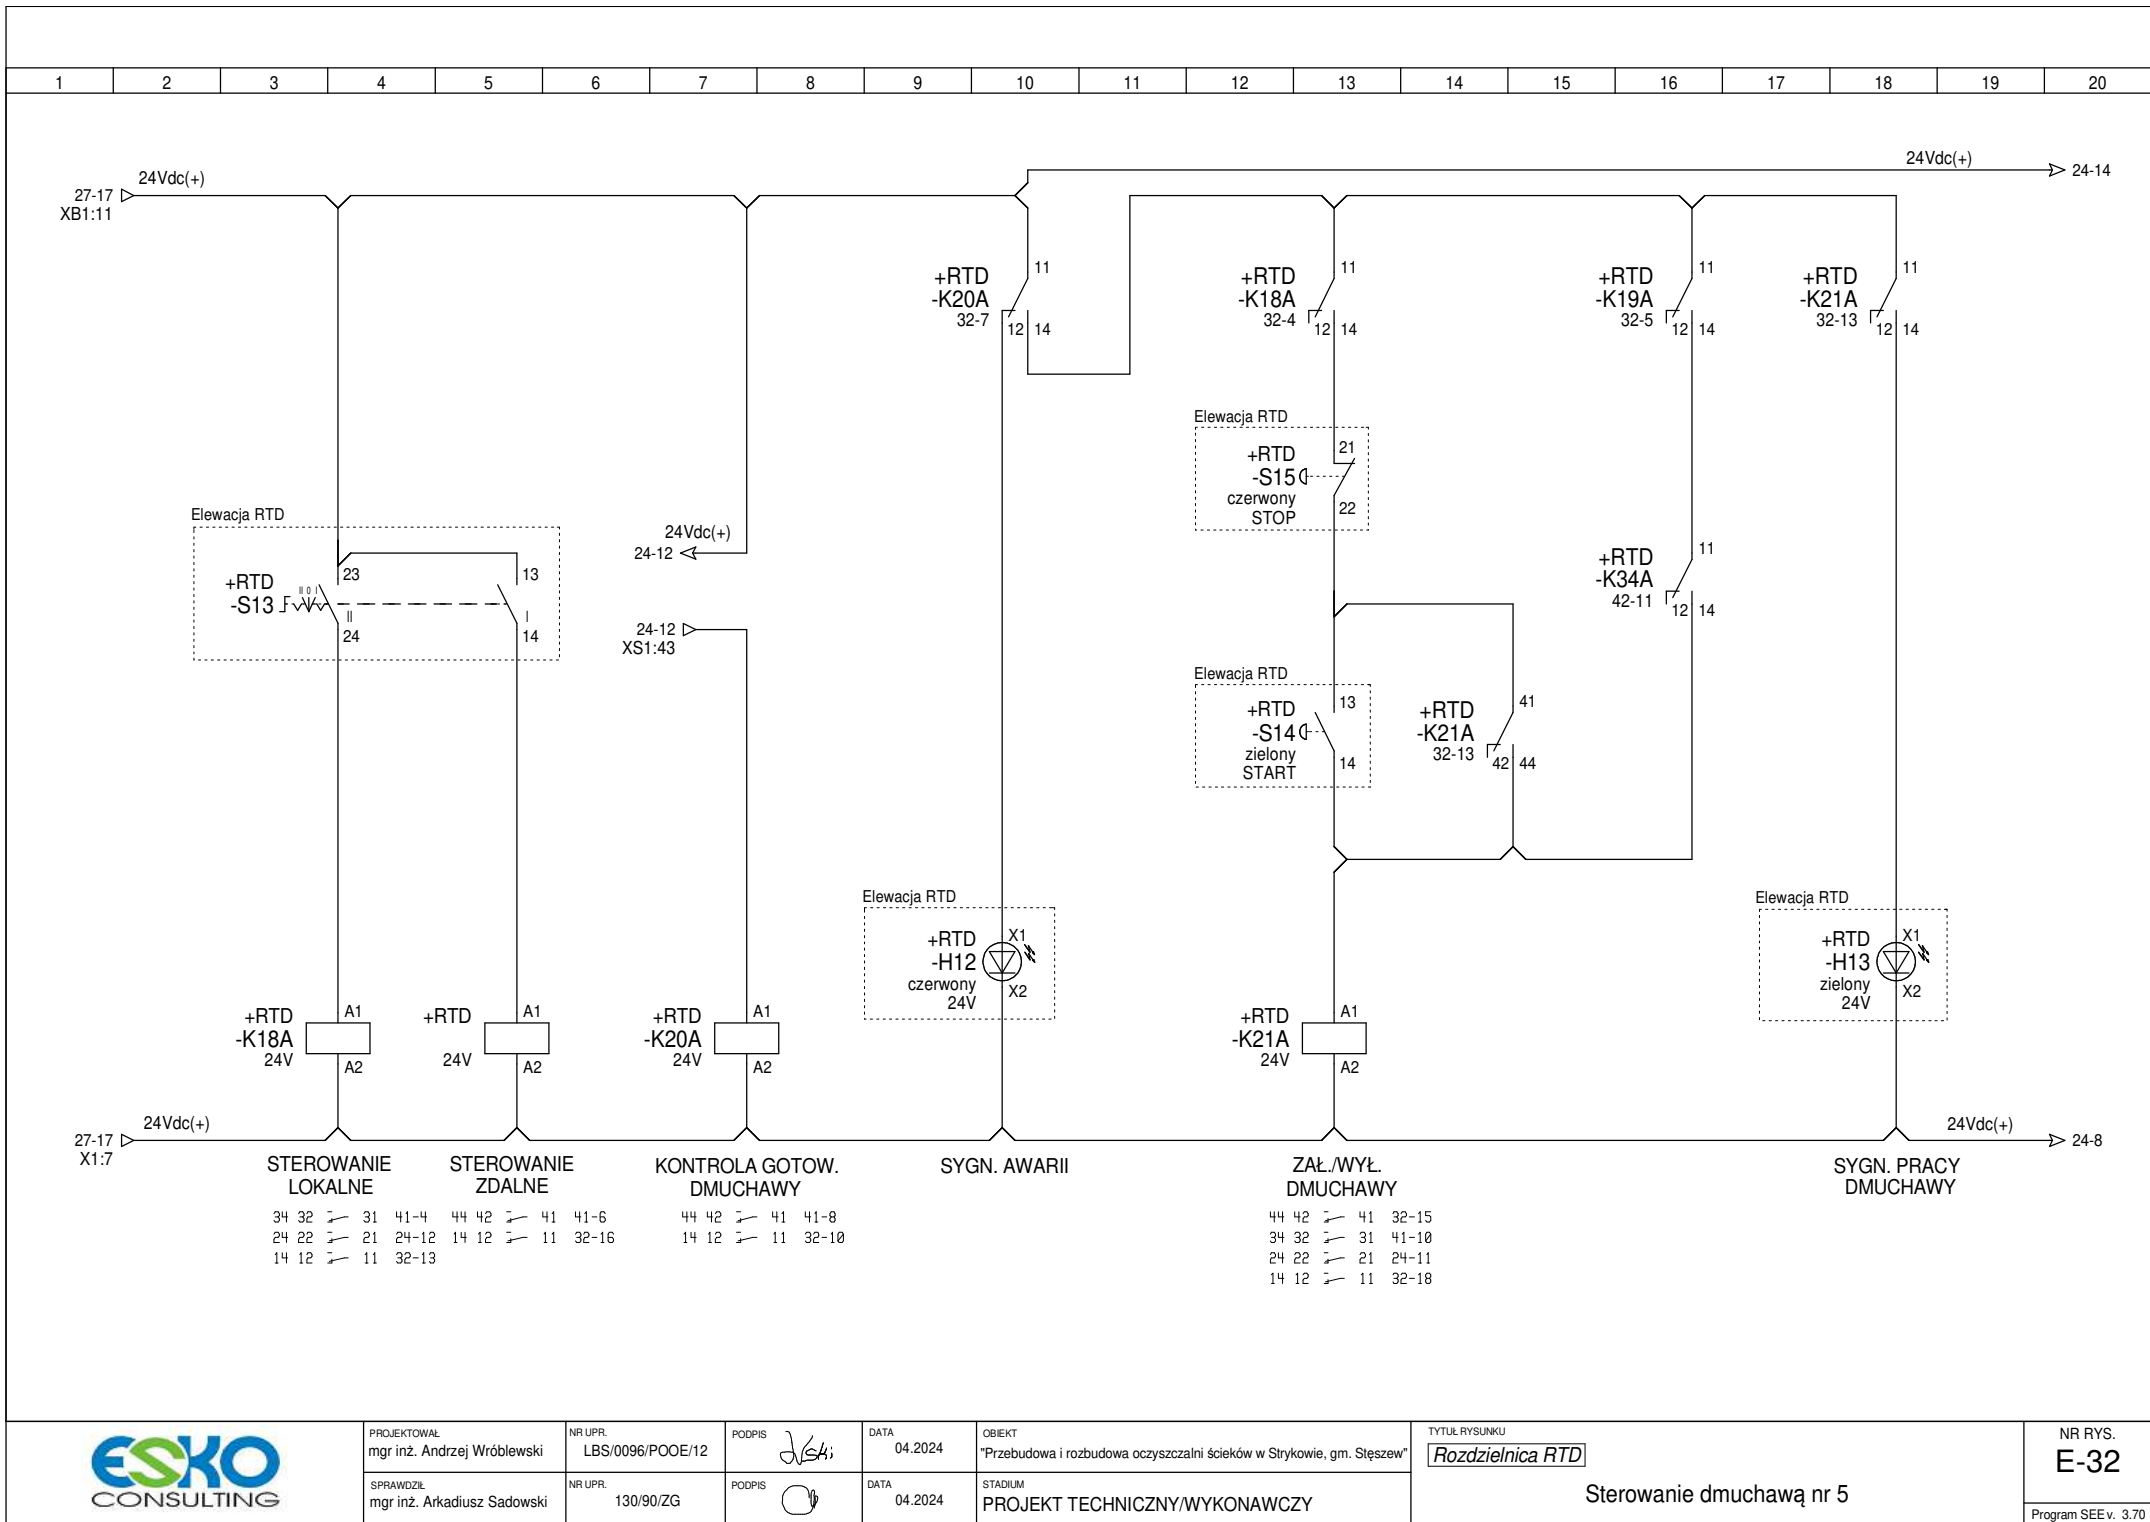 1 2 3 4 5 6 7 8 9 10 11 12 13 14 15 16 17 18 19 20
24Vdc(+)
27-17
XB1:11
24Vdc(+)
24-14
+RTD
-K20A
32-7
11
12 14
+RTD
-K18A
32-4
11
12 14
+RTD
-K19A
32-5
11
12 14
+RTD
-K21A
32-13
11
12 14
Elewacja RTD
+RTD
-S15
czerwony
STOP
21
22
Elewacja RTD
+RTD
-S13
II 0 I
23
II
24
13
I
14
24Vdc(+)
24-12
24-12
XS1:43
+RTD
-K34A
42-11
11
12 14
Elewacja RTD
+RTD
-S14
zielony
START
13
14
+RTD
-K21A
32-13
41
42 44
Elewacja RTD
+RTD
-H12
czerwony
24V
X1
X2
Elewacja RTD
+RTD
-H13
zielony
24V
X1
X2
+RTD
-K18A
24V
A1
A2
+RTD
24V
A1
A2
+RTD
-K20A
24V
A1
A2
+RTD
-K21A
24V
A1
A2
24Vdc(+)
27-17
X1:7
24Vdc(+)
24-8
STEROWANIE
LOKALNE
34 32 31 41-4
24 22 21 24-12
14 12 11 32-13
STEROWANIE
ZDALNE
44 42 41 41-6
14 12 11 32-16
KONTROLA GOTOW.
DMUCHAWY
44 42 41 41-8
14 12 11 32-10
SYGN. AWARII
ZAŁ./WYŁ.
DMUCHAWY
44 42 41 32-15
34 32 31 41-10
24 22 21 24-11
14 12 11 32-18
SYGN. PRACY
DMUCHAWY
ESKO
CONSULTING
PROJEKTOWAŁ
mgr inż. Andrzej Wróblewski
NR UPR.
LBS/0096/POOE/12
PODPIS
DATA
04.2024
OBIEKT
"Przebudowa i rozbudowa oczyszczalni ścieków w Strykowie, gm. Stęszew"
SPRAWDZIŁ
mgr inż. Arkadiusz Sadowski
NR UPR.
130/90/ZG
PODPIS
DATA
04.2024
STADIUM
PROJEKT TECHNICZNY/WYKONAWCZY
TYTUŁ RYSUNKU
Rozdzielnica RTD
Sterowanie dmuchawą nr 5
NR RYS.
E-32
Program SEE v. 3.70